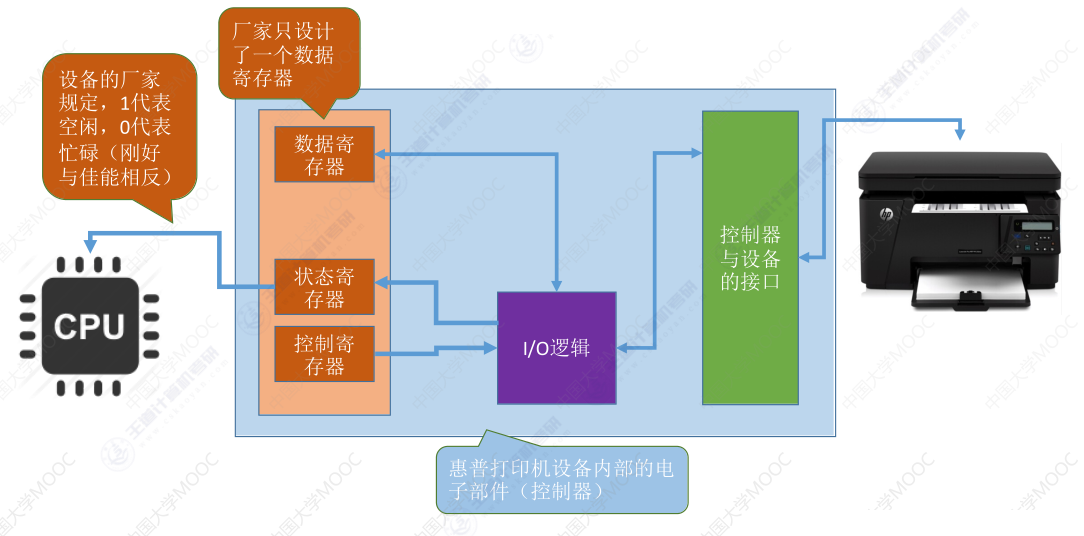 厂家只设计
了一个数据
寄存器
设备的厂家
规定，1代表
空闲，0代表
忙碌（刚好
与佳能相反）
数据寄
存器
状态寄
存器
控制寄
存器
CPU
I/O逻辑
控制器
与设备
的接口
hp
惠普打印机设备内部的电
子部件（控制器）
中国大学MOOC
王道计算机考研